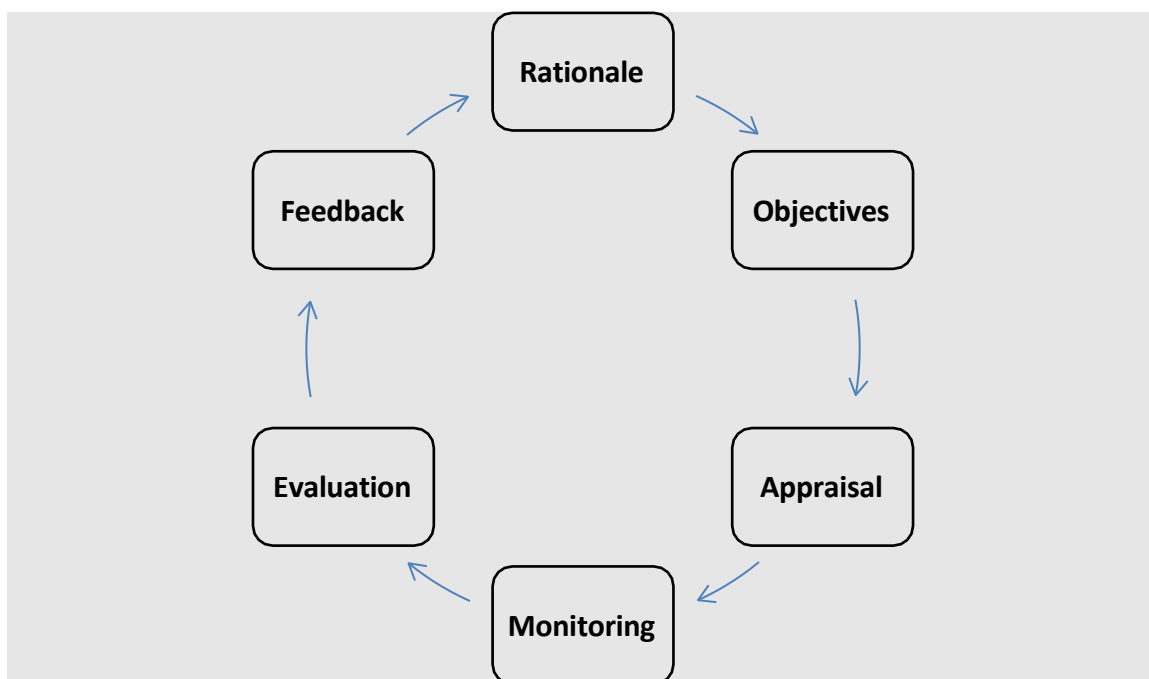 Rationale
Objectives
Appraisal
Monitoring
Evaluation
Feedback